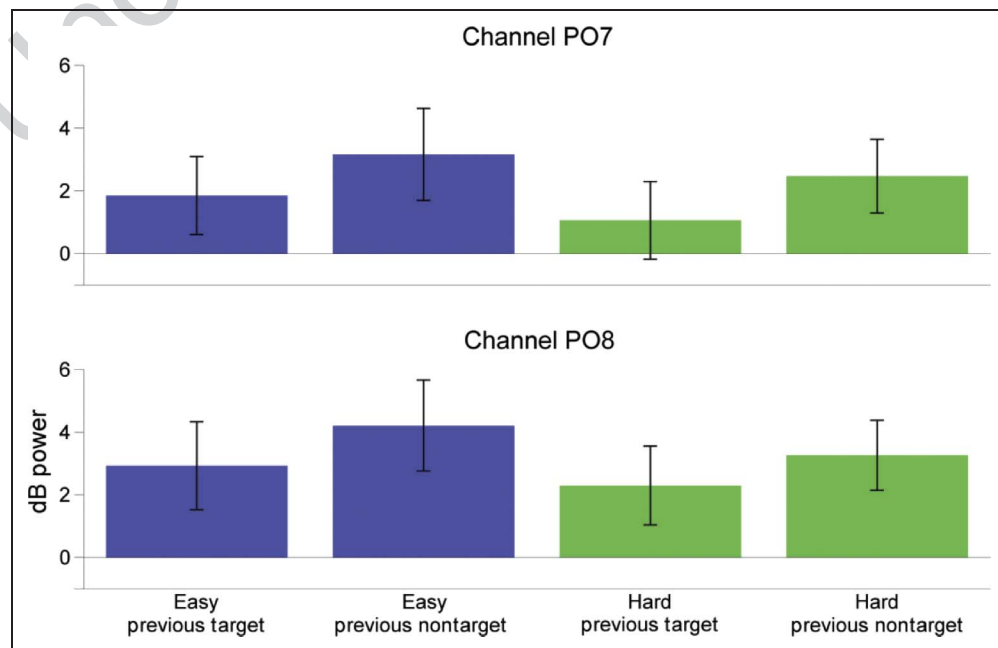 Channel PO7
6
4
2
0
Channel PO8
6
4
2
0
dB power
Easy
previous target
Easy
previous nontarget
Hard
previous target
Hard
previous nontarget